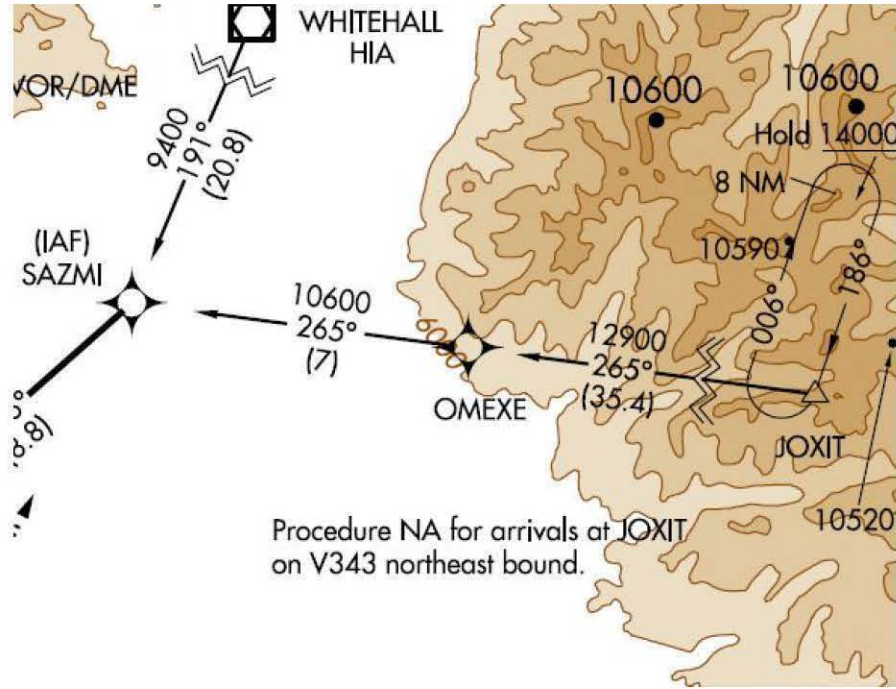 WHITEHALL
HIA
VOR/DME
9400
191°
(20.8)
(IAF)
SAZMI
10600
265°
(7)
6000
OMEXE
12900
265°
(35.4)
10600
10600
Hold 14000
8 NM
10590
006°
186°
JOXIT
10520
Procedure NA for arrivals at JOXIT
on V343 northeast bound.